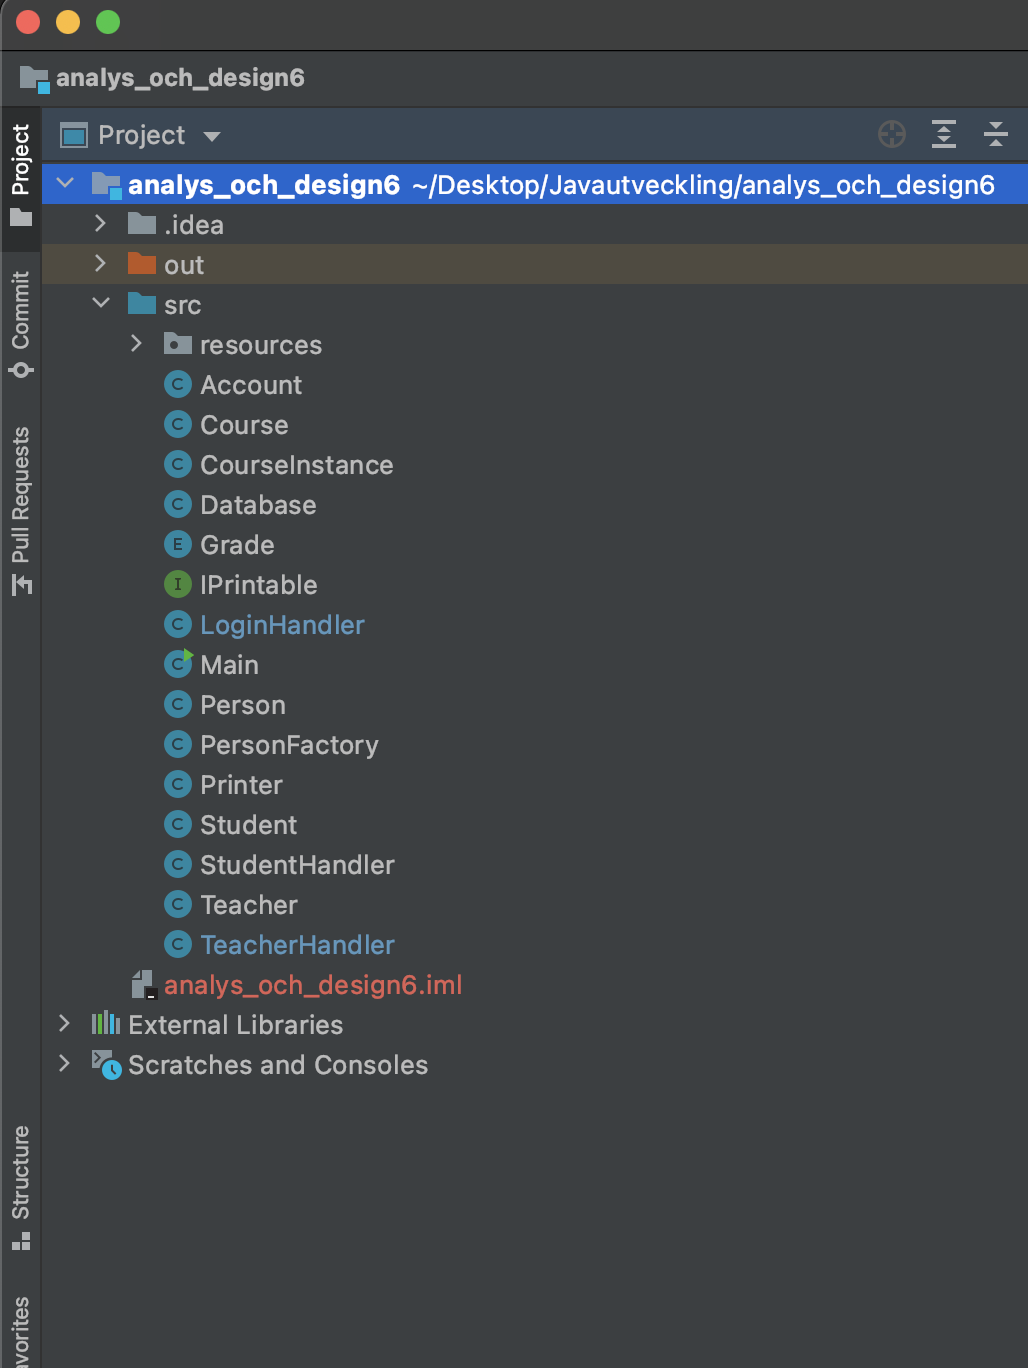 analys_och_design6
Project
Project
analys_och_design6 ~/Desktop/Javautveckling/analys_och_design6
.idea
out
src
resources
C Account
C Course
C CourseInstance
C Database
E Grade
I IPrintable
C LoginHandler
C Main
C Person
C PersonFactory
C Printer
C Student
C StudentHandler
C Teacher
C TeacherHandler
analys_och_design6.iml
External Libraries
Scratches and Consoles
Commit
Pull Requests
Structure
avorites